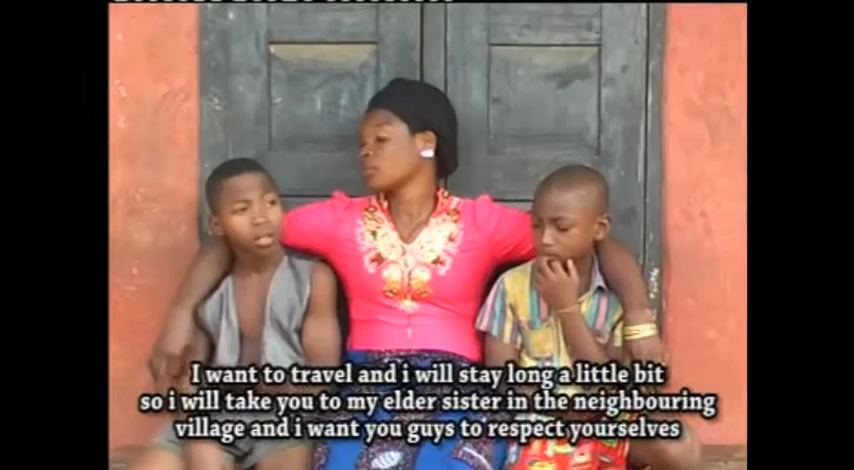 I want to travel and i will stay long a little bit
so i will take you to my elder sister in the neighbouring
village and i want you guys to respect yourselves